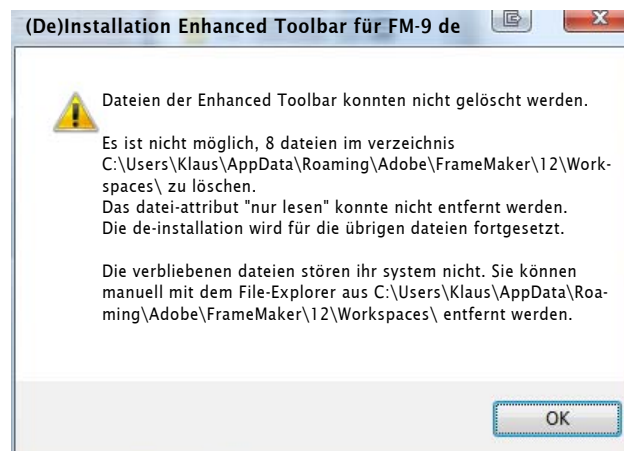 (De)Installation Enhanced Toolbar für FM-9 de
Dateien der Enhanced Toolbar konnten nicht gelöscht werden.
Es ist nicht möglich, 8 dateien im verzeichnis
C:\Users\Klaus\AppData\Roaming\Adobe\FrameMaker\12\Work-
spaces\ zu löschen.
Das datei-attribut "nur lesen" konnte nicht entfernt werden.
Die de-installation wird für die übrigen dateien fortgesetzt.
Die verbliebenen dateien stören ihr system nicht. Sie können
manuell mit dem File-Explorer aus C:\Users\Klaus\AppData\Roa-
ming\Adobe\FrameMaker\12\Workspaces\ entfernt werden.
OK